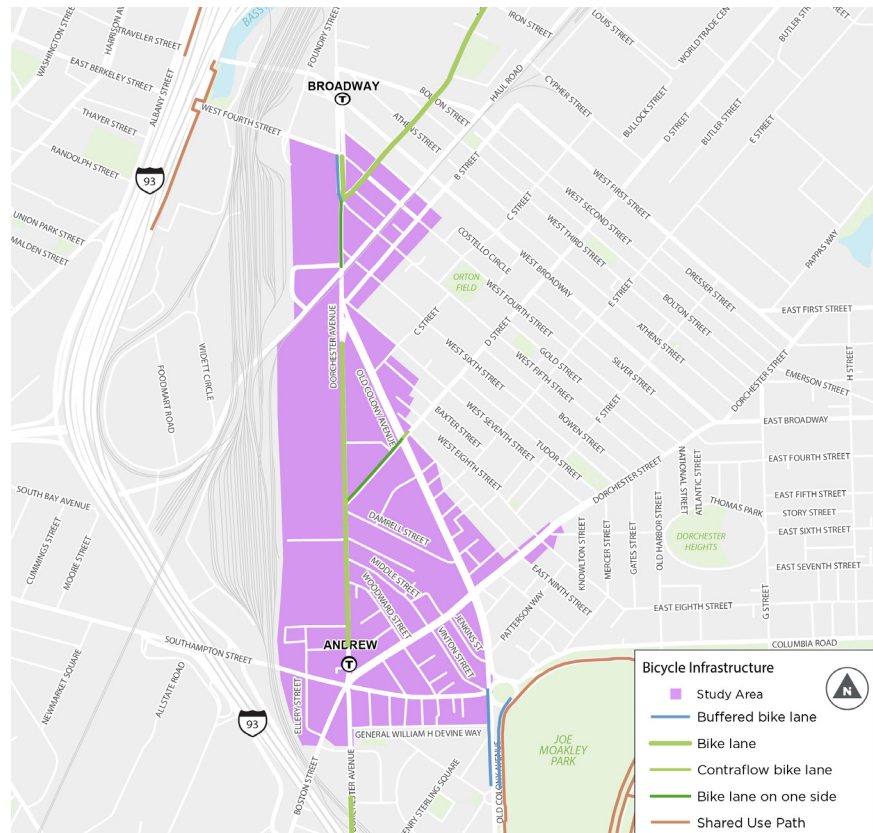 WASHINGTON STREET
HARRISON AV
TRAVELER STREET
EAST BERKELEY STREET
THAYER STREET
RANDOLPH STREET
UNION PARK STREET
MALDEN STREET
ALBANY STREET
93
BASS
FOUNDRY STREET
WEST FOURTH STREET
BROADWAY
T
BOLTON STREET
ATHENS STREET
HAUL ROAD
IRON STREET
LOUIS STREET
WORLD TRADE CEN
BUTLER STR
CYPHER STREET
BULLOCK STREET
D STREET
BUTLER STREET
E STREET
B STREET
C STREET
WEST FIRST STREET
WEST SECOND STREET
WEST THIRD STREET
WEST BROADWAY
COSTELLO CIRCLE
WEST FOURTH STREET
ORTON
FIELD
C STREET
D STREET
E STREET
DRESSER STREET
BOLTON STREET
ATHENS STREET
SILVER STREET
GOLD STREET
WEST FIFTH STREET
WEST SIXTH STREET
BOWEN STREET
F STREET
WEST SEVENTH STREET
TUDOR STREET
BAXTER STREET
WEST EIGHTH STREET
PAPPAS WAY
EAST FIRST STREET
DORCHESTER STREET
EMERSON STREET
H STREET
EAST BROADWAY
EAST FOURTH STREET
EAST FIFTH STREET
STORY STREET
EAST SIXTH STREET
EAST SEVENTH STREET
THOMAS PARK
NATIONAL STREET
ATLANTIC STREET
DORCHESTER
HEIGHTS
G STREET
OLD HARBOR STREET
GATES STREET
MERCER STREET
KNOWLTON STREET
DORCHESTER STREET
EAST EIGHTH STREET
EAST NINTH STREET
PATTERSON WAY
COLUMBIA ROAD
DORCHESTER AVENUE
OLD COLONY AVENUE
WIDETT CIRCLE
FOODMART ROAD
SOUTH BAY AVENUE
CUMMINGS STREET
MOORE STREET
DAMRELL STREET
MIDDLE STREET
WOODWARD STREET
VINTON STREET
JENKINS ST
ANDREW
T
SOUTHAMPTON STREET
NEWMARKET SQUARE
ALLSTATE ROAD
93
ELLERY STREET
BOSTON STREET
GENERAL WILLIAM H DEVINE WAY
DORCHESTER AVENUE
HENRY STERLING SQUARE
OLD COLONY AVENUE
JOE
MOAKLEY
PARK
Bicycle Infrastructure
N
Study Area
Buffered bike lane
Bike lane
Contraflow bike lane
Bike lane on one side
Shared Use Path